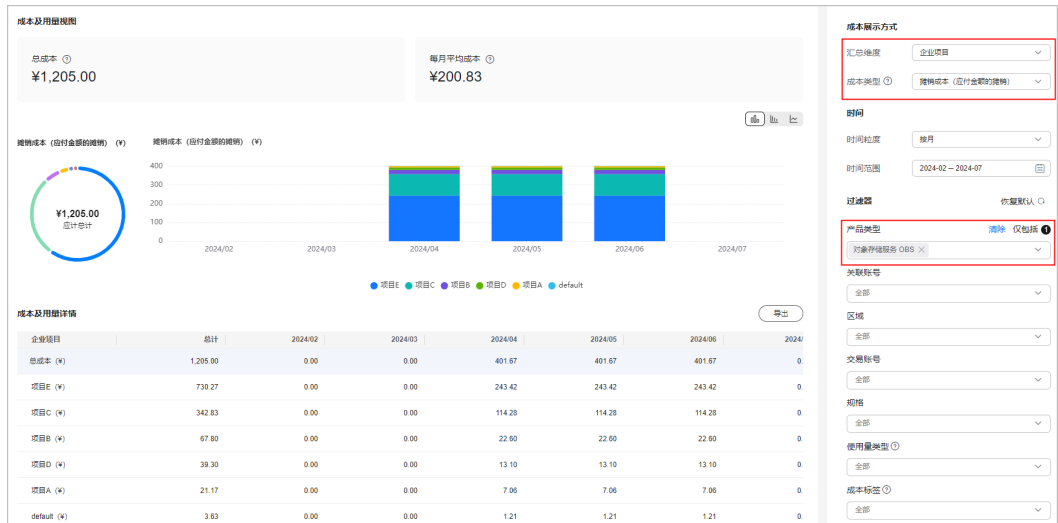 成本及用量视图
总成本
¥1,205.00
每月平均成本
¥200.83
摊销成本（应付金额的摊销）（¥）
¥1,205.00
应计总计
摊销成本（应付金额的摊销）（¥）
400
300
200
100
0
2024/02 2024/03 2024/04 2024/05 2024/06 2024/07
项目E 项目C 项目B 项目D 项目A default
成本及用量详情
导出
企业项目 总计 2024/02 2024/03 2024/04 2024/05 2024/06 2024/
总成本（¥） 1,205.00 0.00 0.00 401.67 401.67 401.67 0.
项目E（¥） 730.27 0.00 0.00 243.42 243.42 243.42 0.
项目C（¥） 342.83 0.00 0.00 114.28 114.28 114.28 0.
项目B（¥） 67.80 0.00 0.00 22.60 22.60 22.60 0.
项目D（¥） 39.30 0.00 0.00 13.10 13.10 13.10 0.
项目A（¥） 21.17 0.00 0.00 7.06 7.06 7.06 0.
default（¥） 3.63 0.00 0.00 1.21 1.21 1.21 0.
成本展示方式
汇总维度 企业项目
成本类型 摊销成本（应付金额的摊销）
时间
时间粒度 按月
时间范围 2024-02 – 2024-07
过滤器 恢复默认
产品类型 清除 仅包括 1
对象存储服务 OBS ×
关联账号
全部
区域
全部
交易账号
全部
规格
全部
使用量类型
全部
成本标签
全部